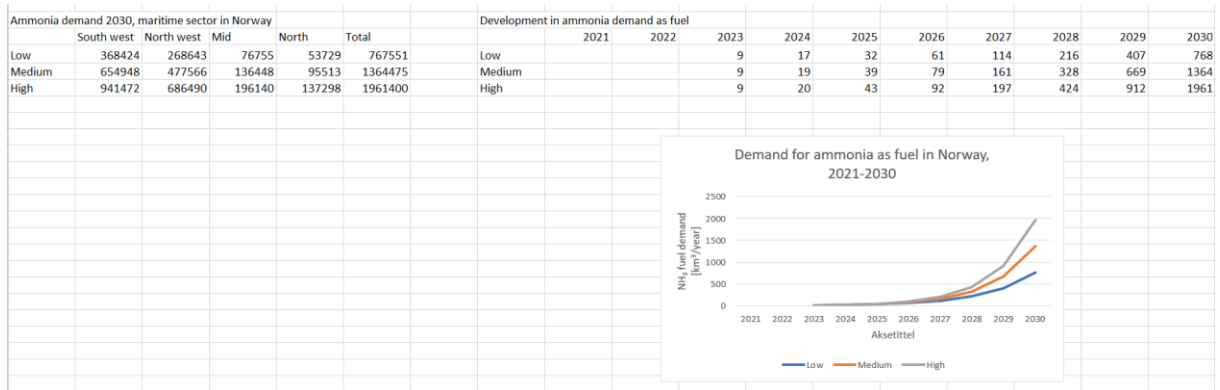 Ammonia demand 2030, maritime sector in Norway
South west North west Mid North Total
Low 368424 268643 76755 53729 767551
Medium 654948 477566 136448 95513 1364475
High 941472 686490 196140 137298 1961400
Development in ammonia demand as fuel
2021 2022 2023 2024 2025 2026 2027 2028 2029 2030
Low 9 17 32 61 114 216 407 768
Medium 9 19 39 79 161 328 669 1364
High 9 20 43 92 197 424 912 1961
Demand for ammonia as fuel in Norway,
2021-2030
NH₃ fuel demand
[km³/year]
2500
2000
1500
1000
500
0
2021 2022 2023 2024 2025 2026 2027 2028 2029 2030
Aksetittel
Low Medium High